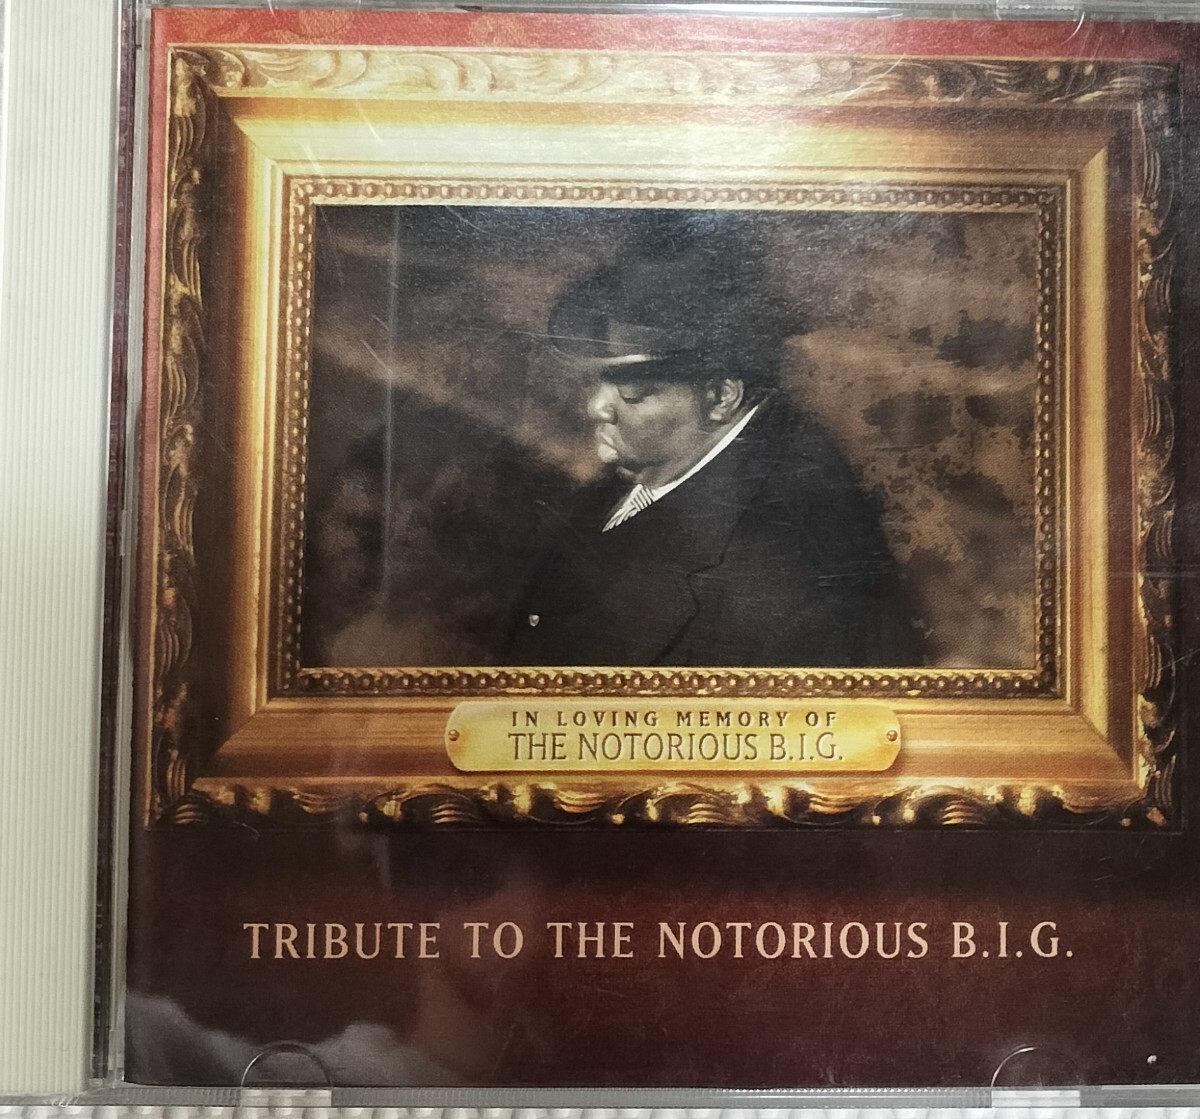 IN LOVING MEMORY OF
THE NOTORIOUS B.I.G.
TRIBUTE TO THE NOTORIOUS B.I.G.